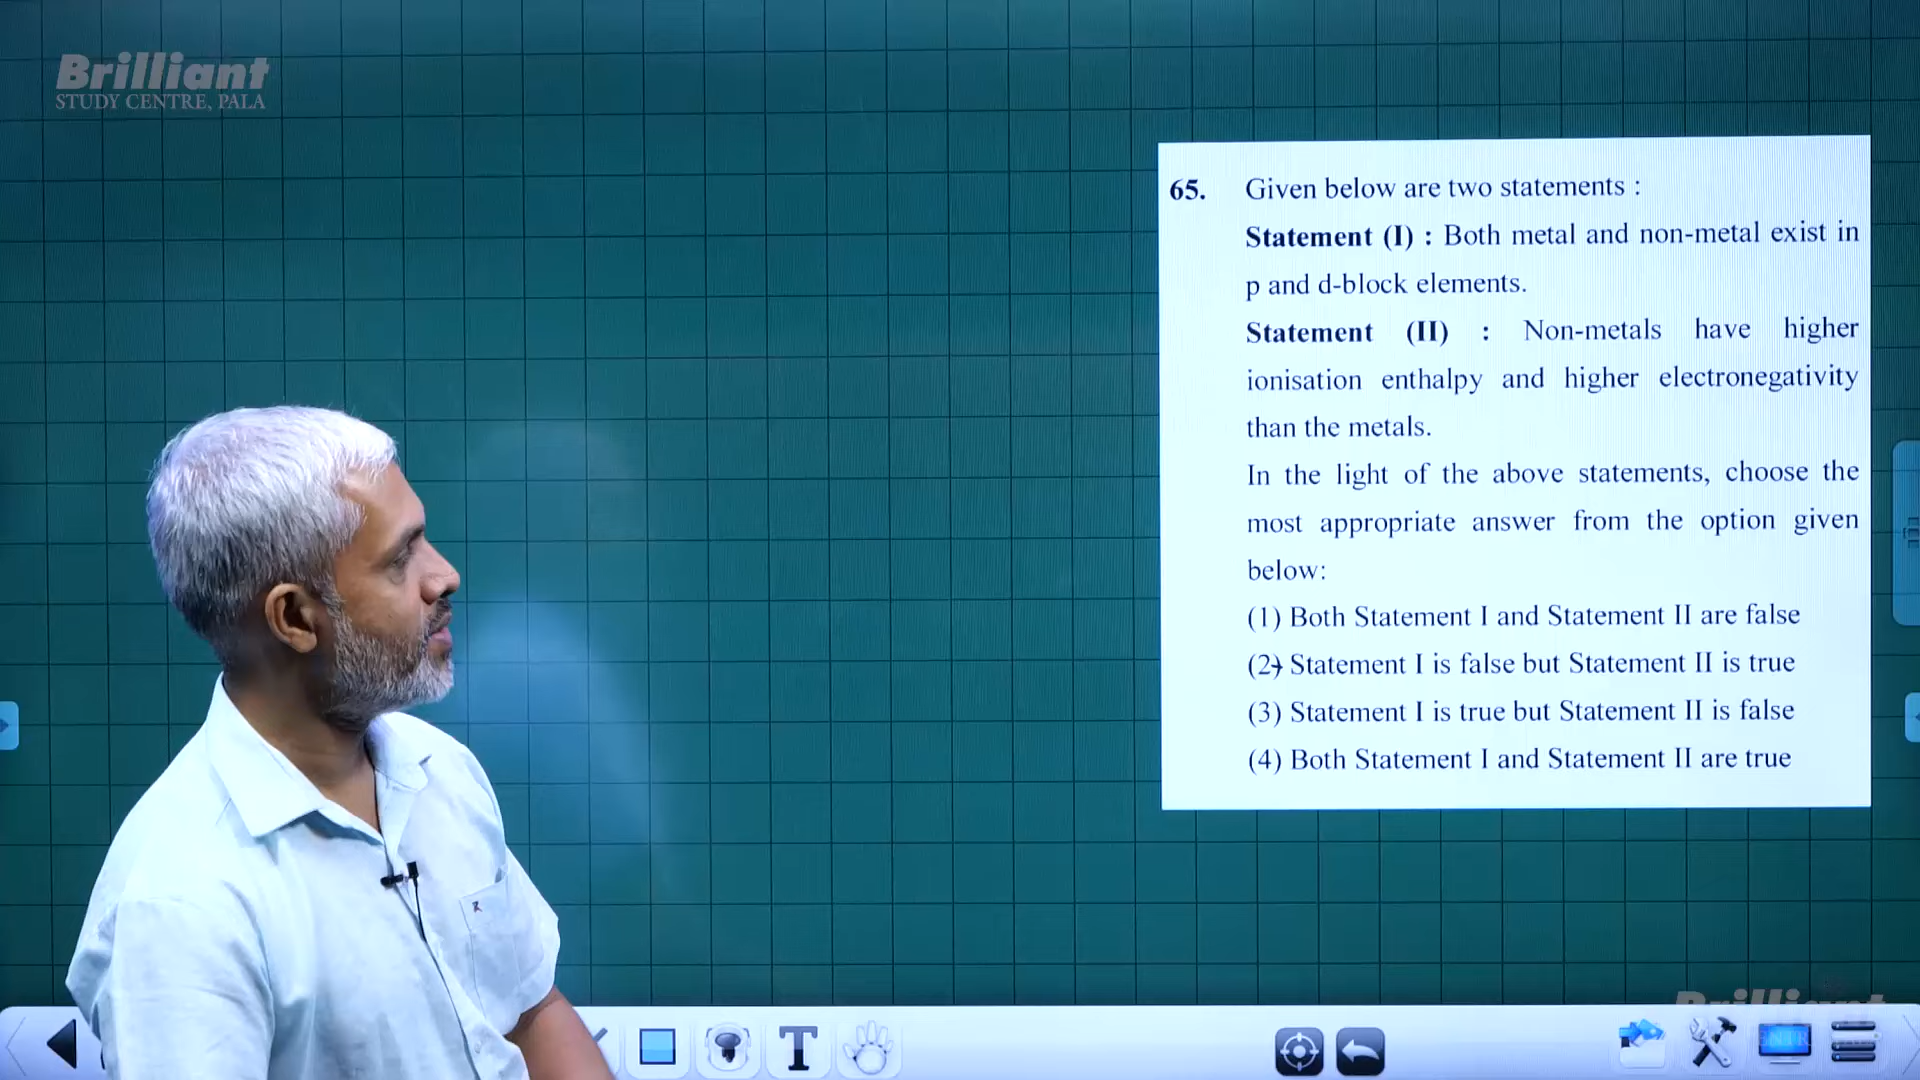 Brilliant
STUDY CENTRE, PALA
65. Given below are two statements :
Statement (I) : Both metal and non-metal exist in
p and d-block elements.
Statement (II) : Non-metals have higher
ionisation enthalpy and higher electronegativity
than the metals.
In the light of the above statements, choose the
most appropriate answer from the option given
below:
(1) Both Statement I and Statement II are false
(2) Statement I is false but Statement II is true
(3) Statement I is true but Statement II is false
(4) Both Statement I and Statement II are true
Brilliant
T